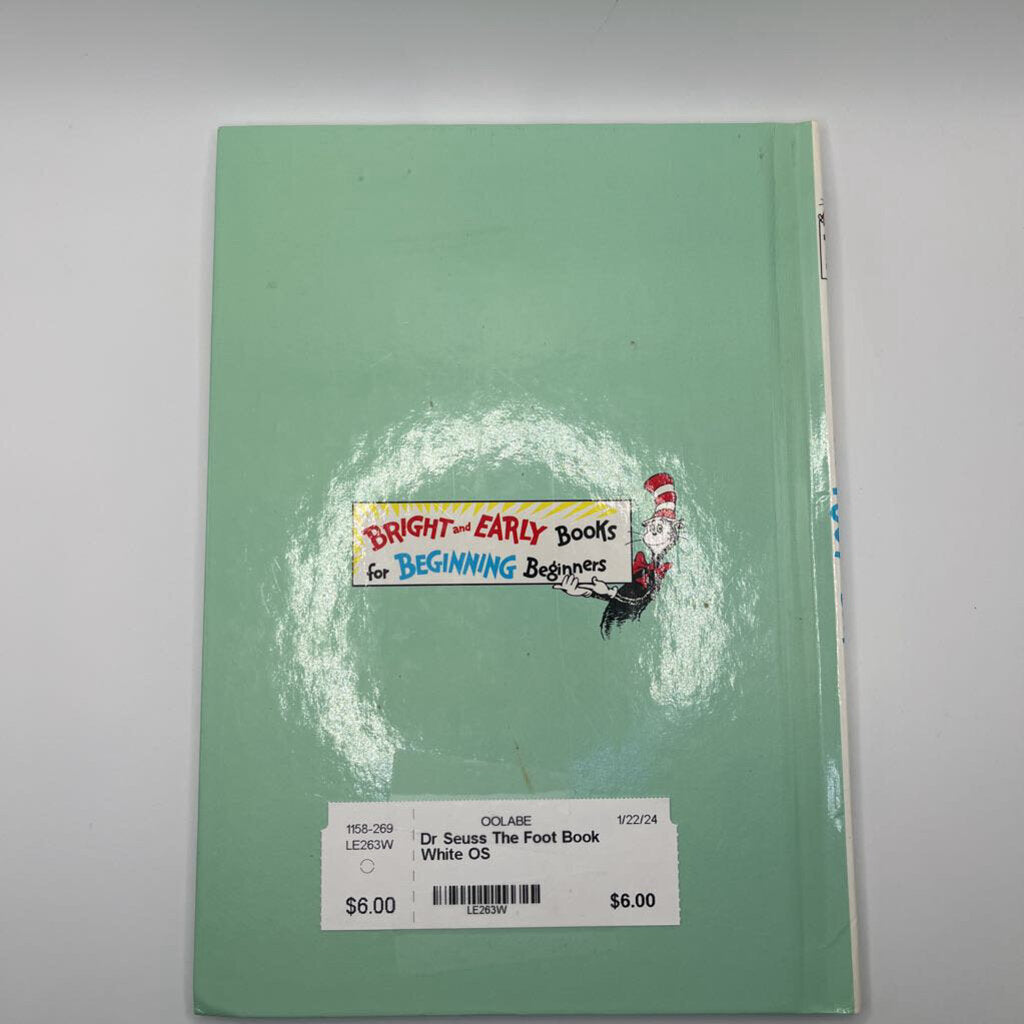 BRIGHT and EARLY BOOKS
for BEGINNING Beginners
1158-269
LE263W
$6.00
OOLABE
1/22/24
Dr Seuss The Foot Book
White OS
LE263W
$6.00